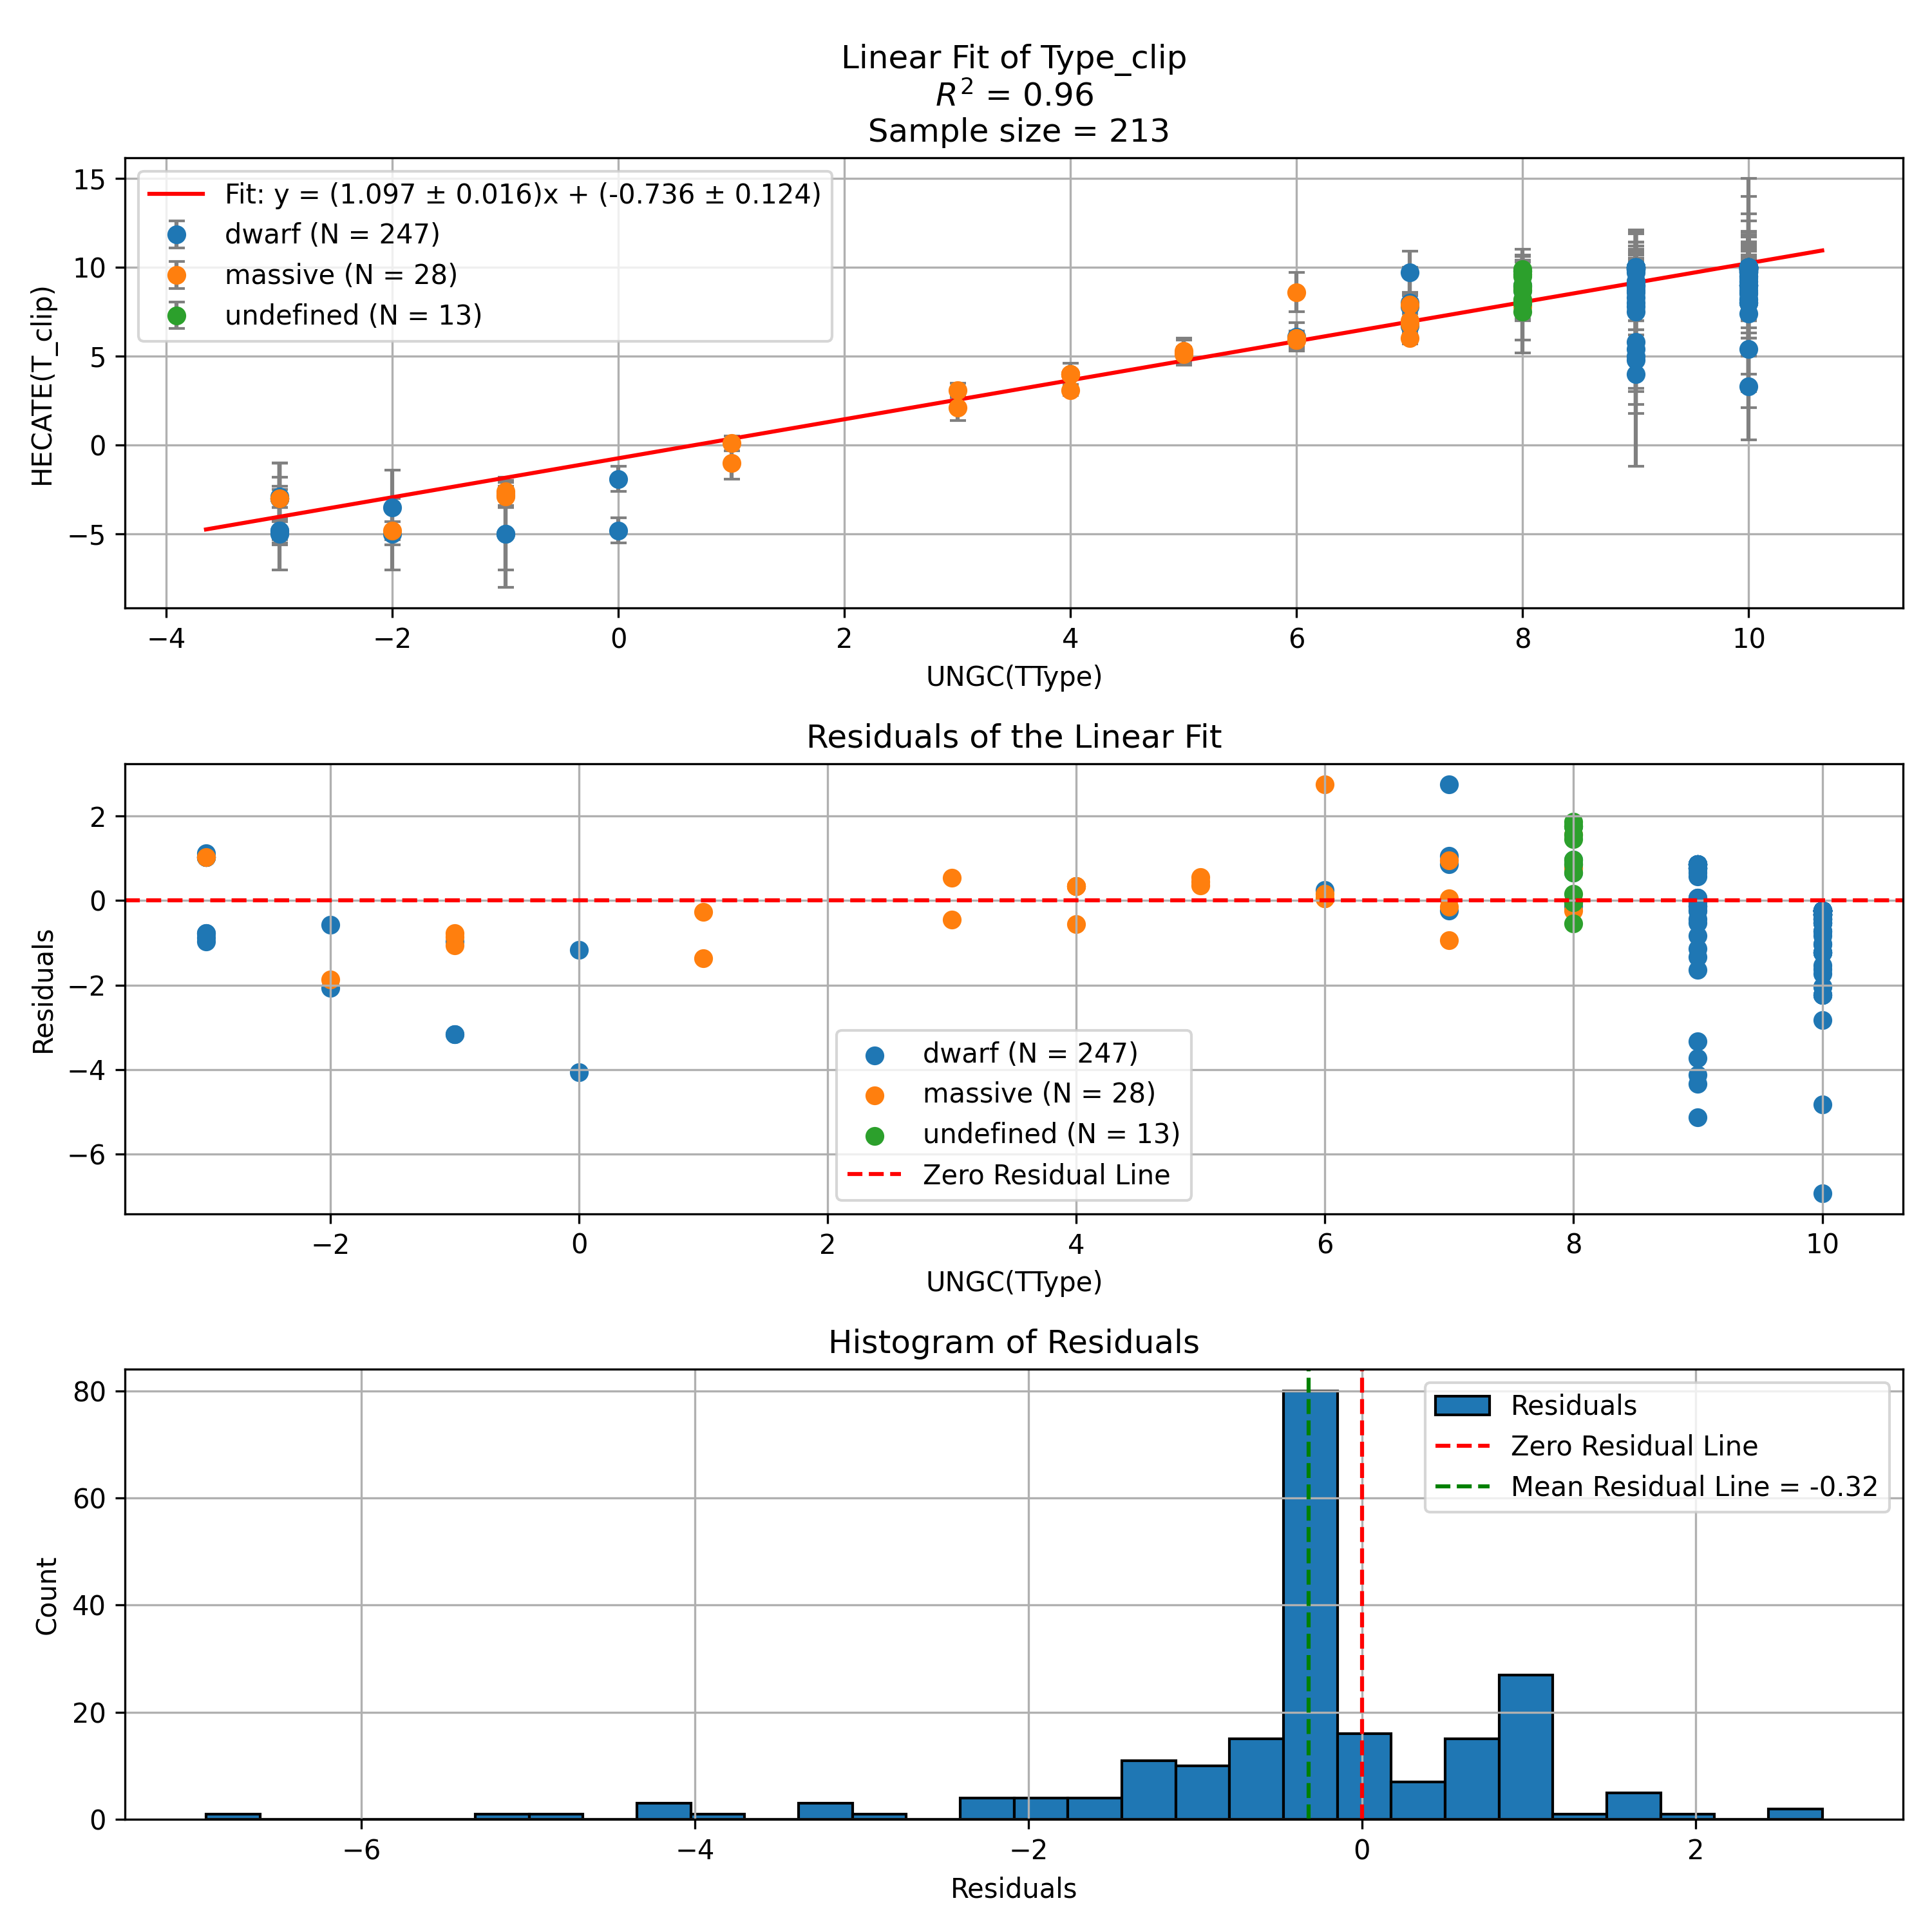 Linear Fit of Type_clip
R² = 0.96
Sample size = 213
HECATE(T_clip)
15
10
5
0
−5
Fit: y = (1.097 ± 0.016)x + (-0.736 ± 0.124)
dwarf (N = 247)
massive (N = 28)
undefined (N = 13)
−4 −2 0 2 4 6 8 10
UNGC(TType)
Residuals of the Linear Fit
Residuals
2
0
−2
−4
−6
dwarf (N = 247)
massive (N = 28)
undefined (N = 13)
Zero Residual Line
−2 0 2 4 6 8 10
UNGC(TType)
Histogram of Residuals
Count
80
60
40
20
0
Residuals
Zero Residual Line
Mean Residual Line = -0.32
−6 −4 −2 0 2
Residuals